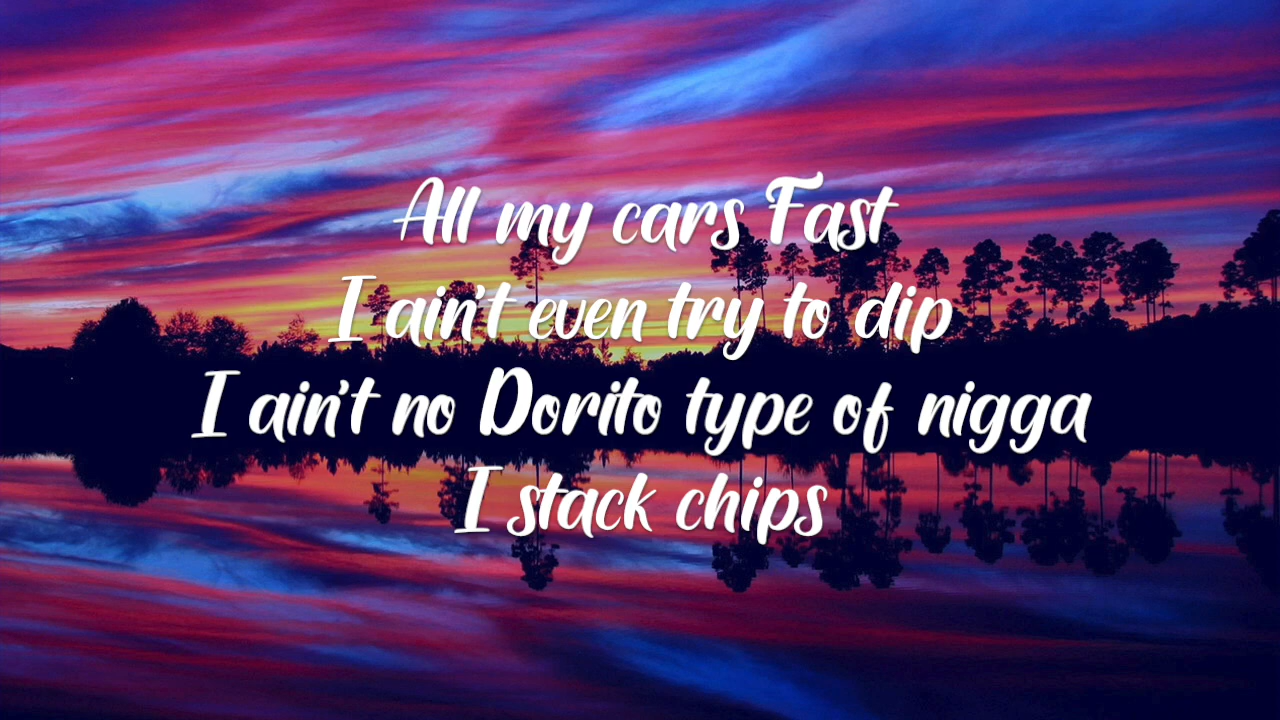 All my cars Fast
I ain't even try to dip
I ain't no Dorito type of nigga
I stack chips